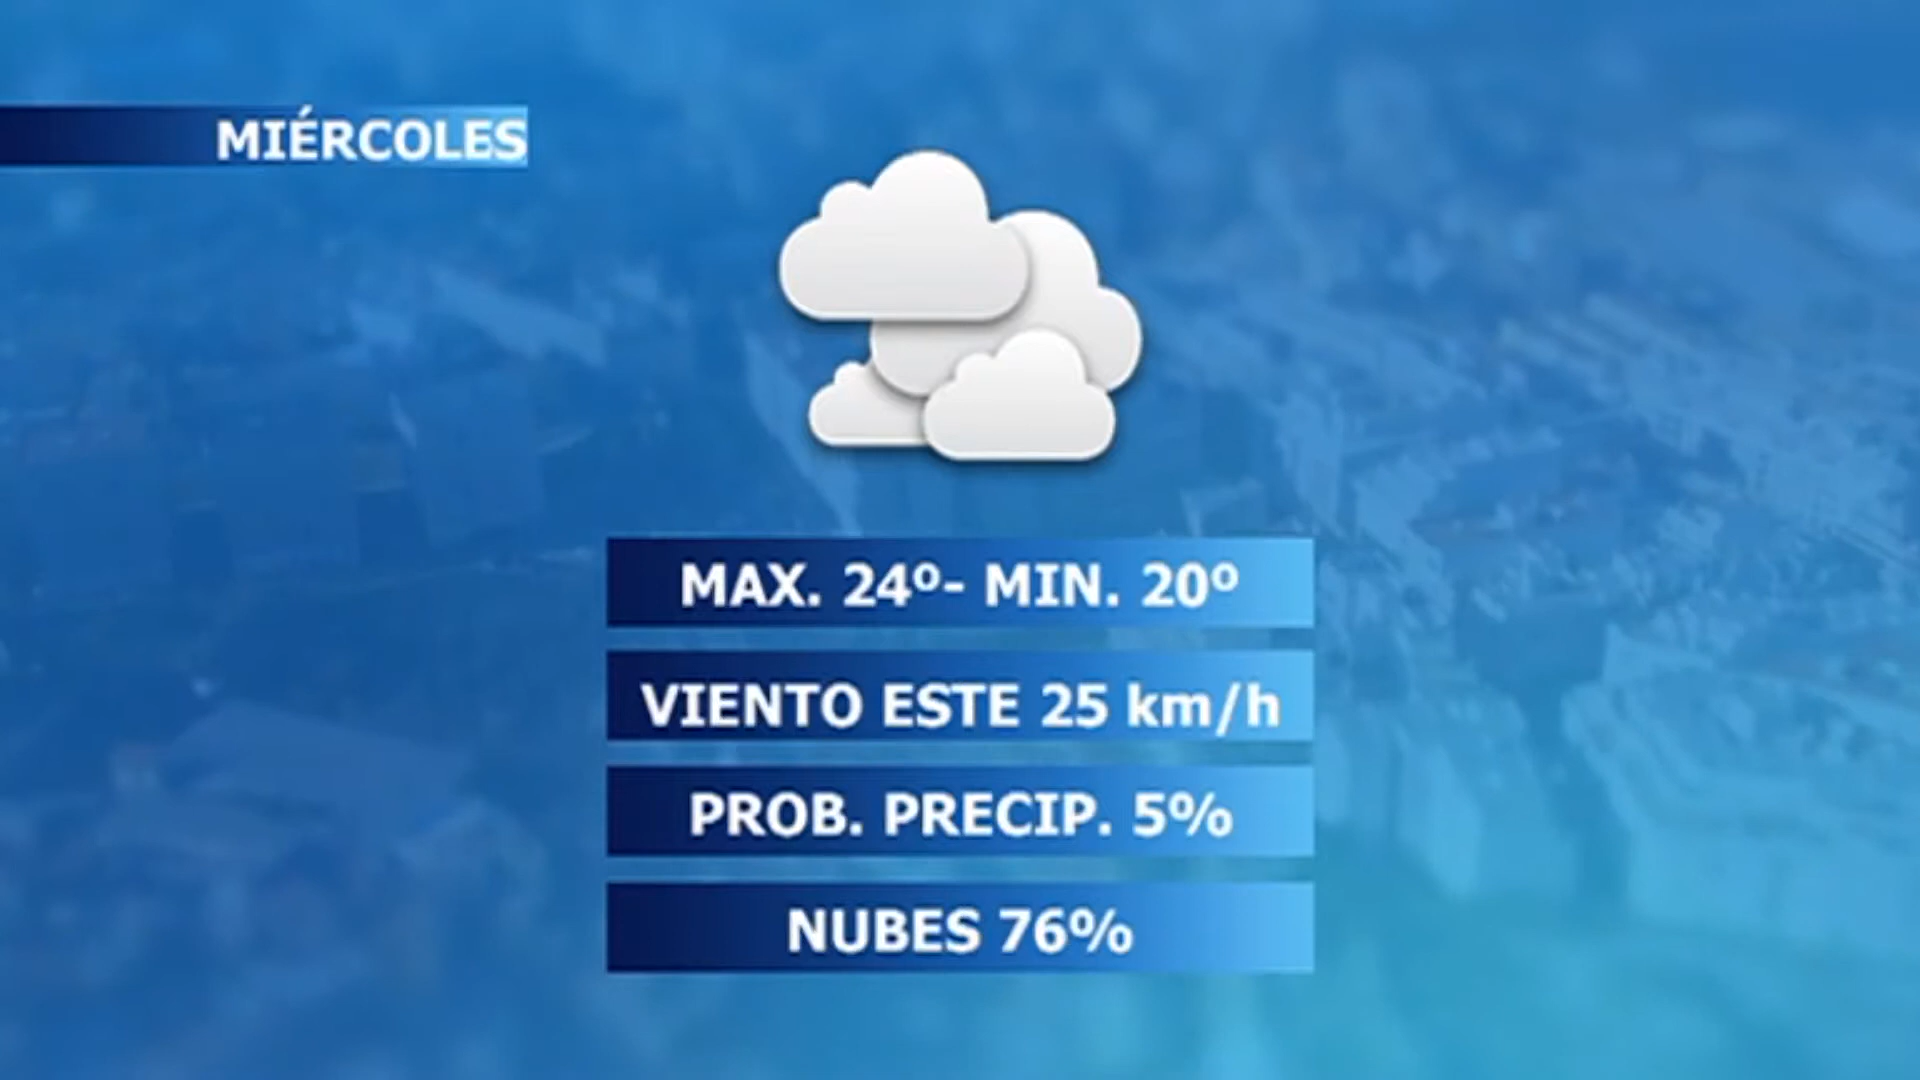 MIÉRCOLES
MAX. 24º- MIN. 20º
VIENTO ESTE 25 km/h
PROB. PRECIP. 5%
NUBES 76%